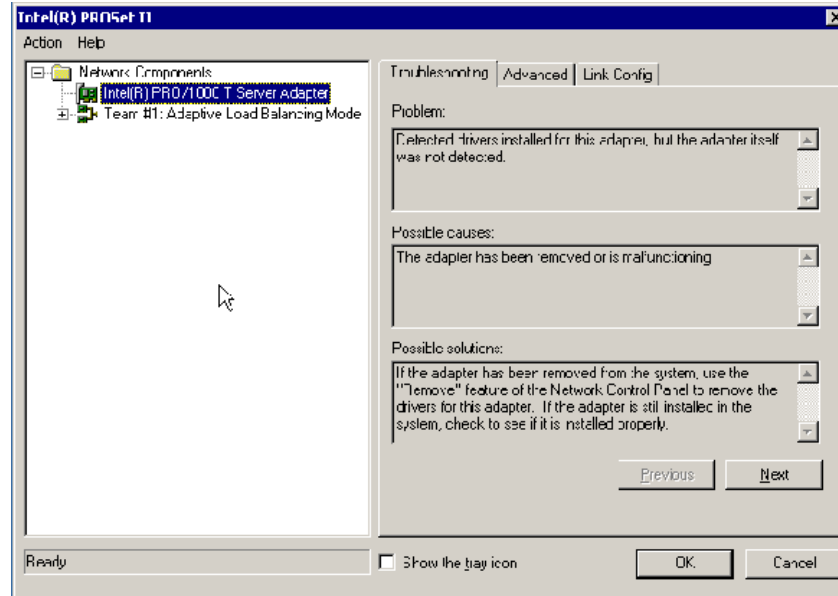 Intel(R) PROSet II
Action Help
Network Components
Intel(R) PRO/1000 T Server Adapter
Team #1: Adaptive Load Balancing Mode
Troubleshooting Advanced Link Config
Problem:
Detected drivers installed for this adapter, but the adapter itself
was not detected.
Possible causes:
The adapter has been removed or is malfunctioning
Possible solutions:
If the adapter has been removed from the system, use the
"Remove" feature of the Network Control Panel to remove the
drivers for this adapter. If the adapter is still installed in the
system, check to see if it is installed properly.
Previous Next
Ready
Show the tray icon
OK Cancel